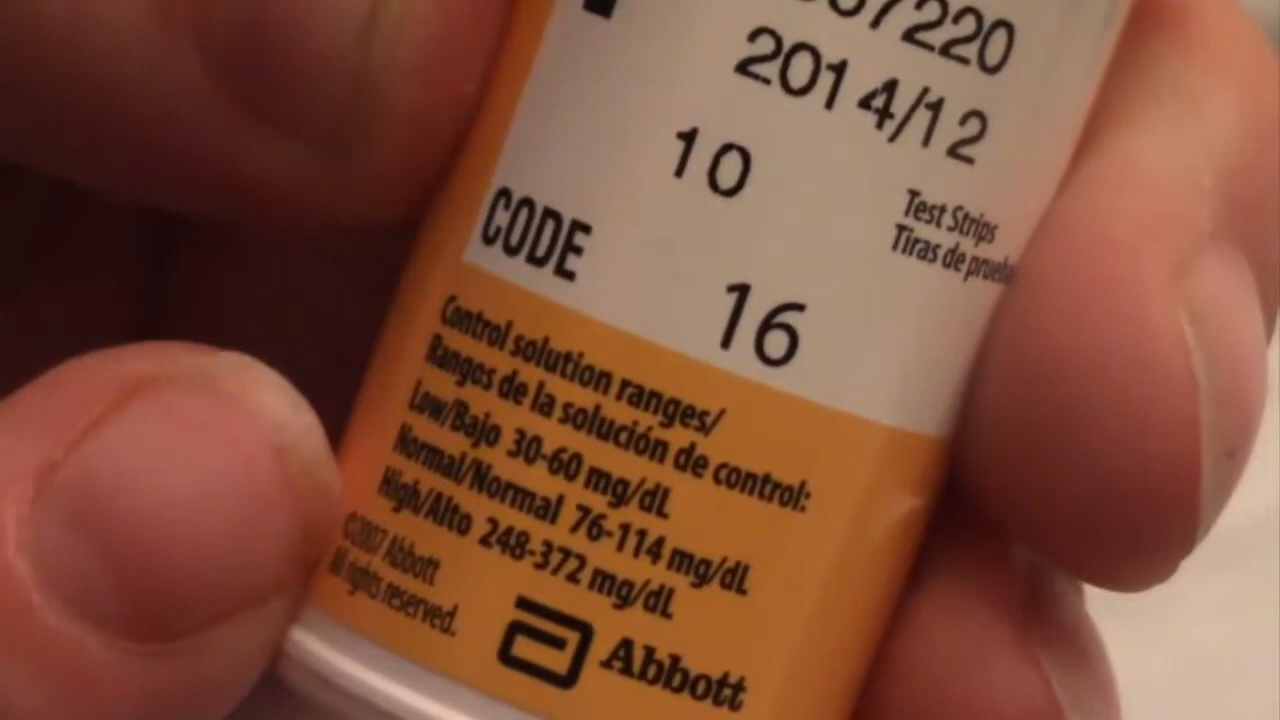 7220
2014/12
10
Test Strips
Tiras de prueba
CODE
16
Control solution ranges/
Rangos de la solución de control:
Low/Bajo 30-60 mg/dL
Normal/Normal 76-114 mg/dL
High/Alto 248-372 mg/dL
©2007 Abbott
All rights reserved.
Abbott